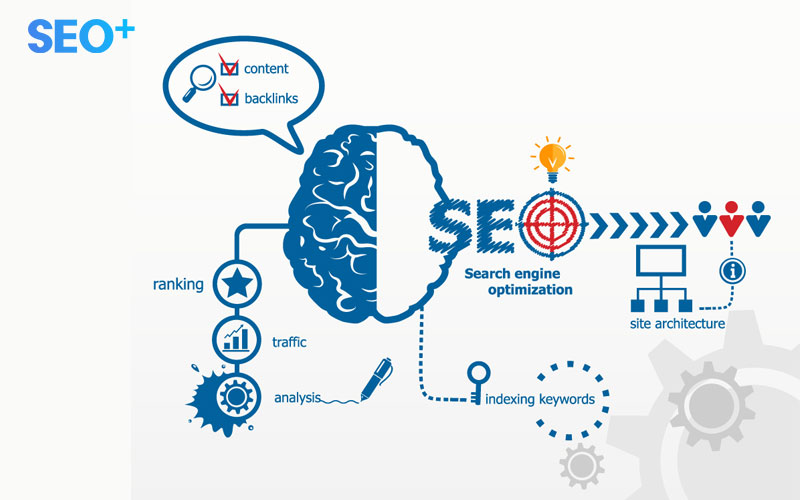 SEO+
content
backlinks
SEO
Search engine
optimization
ranking
traffic
analysis
site architecture
indexing keywords